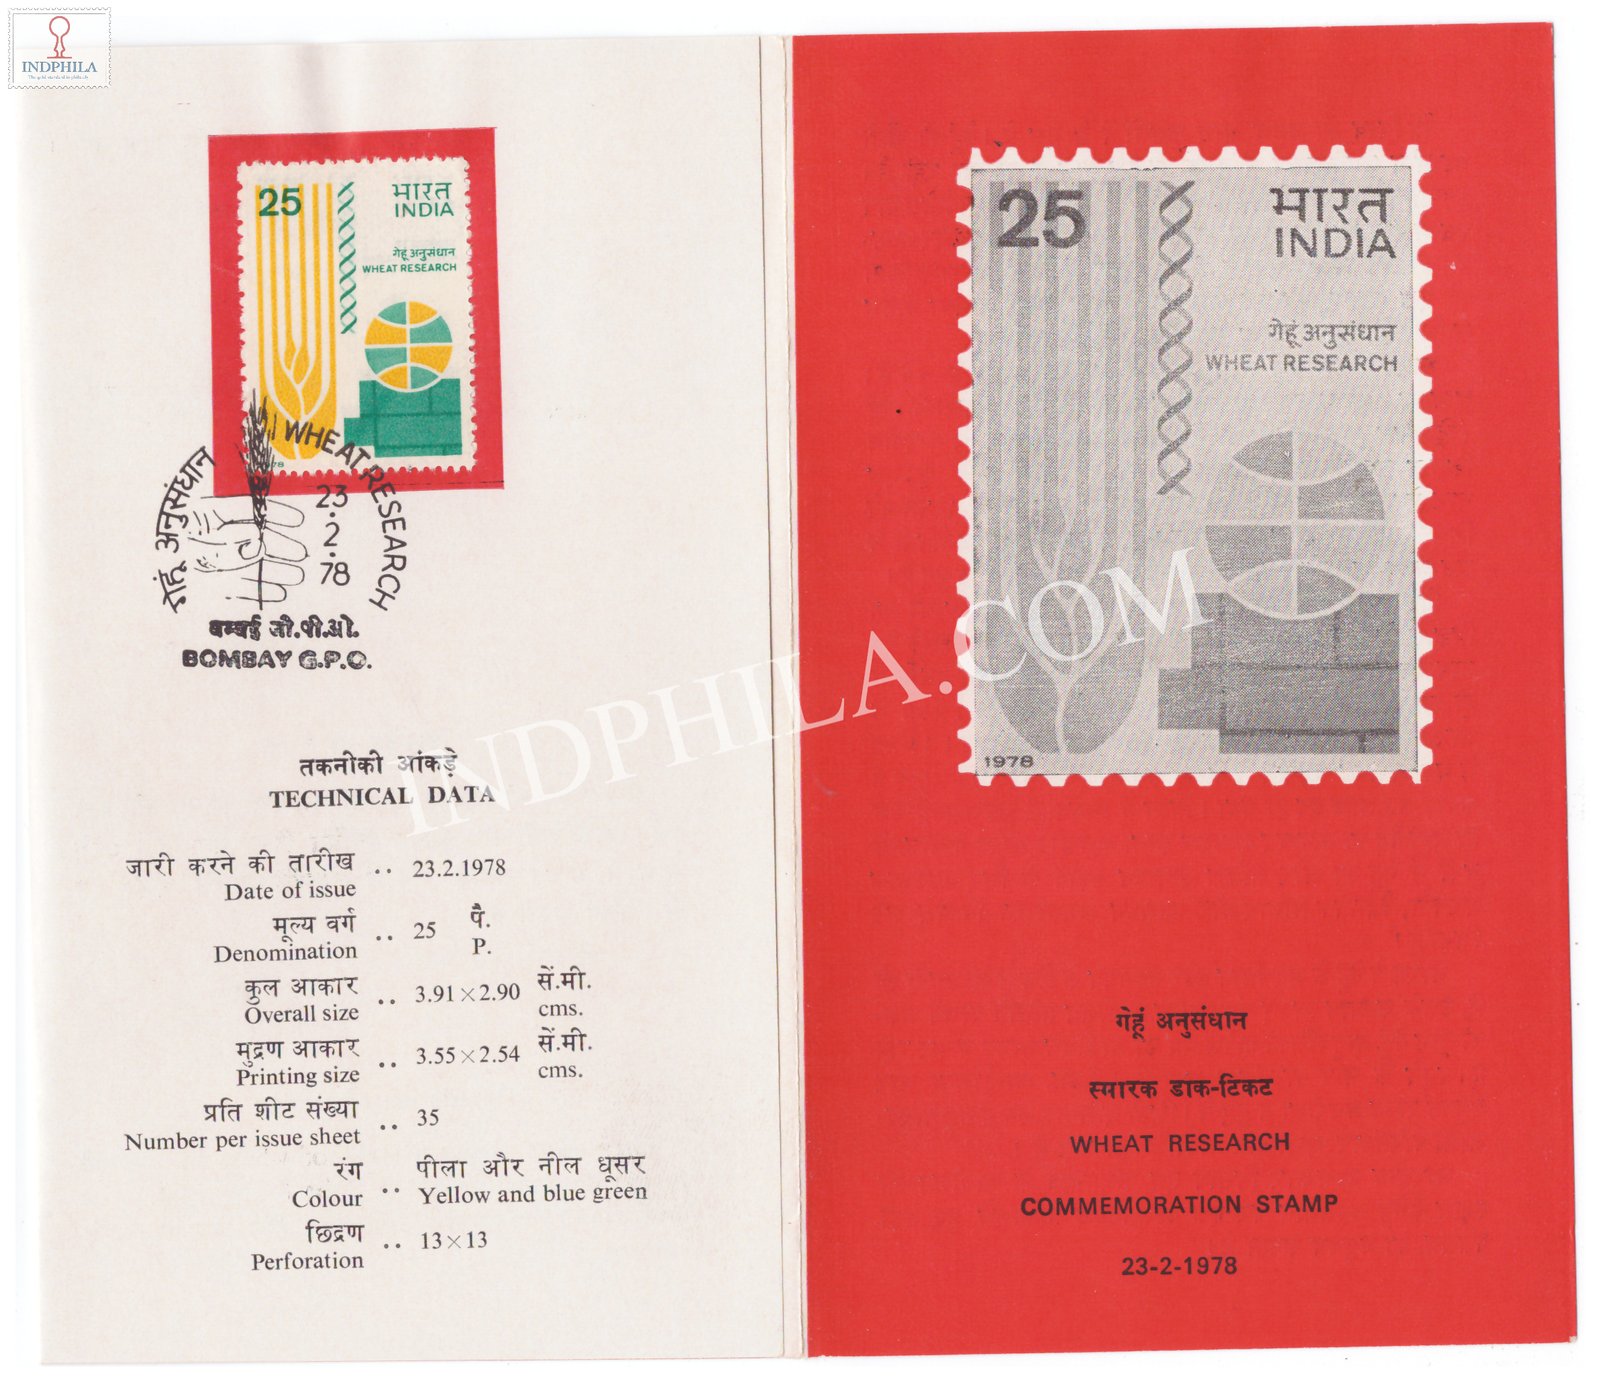 INDPHILA
25
भारत
INDIA
गेहूं अनुसंधान
WHEAT RESEARCH
गेहूं अनुसंधान
WHEAT RESEARCH
23.
2.
78
बम्बई जी.पी.ओ.
BOMBAY G.P.O.
तकनीकी आंकड़े
TECHNICAL DATA
जारी करने की तारीख .. 23.2.1978
Date of issue
मूल्य वर्ग .. 25 पै.
Denomination P.
कुल आकार .. 3.91×2.90 सें.मी.
Overall size cms.
मुद्रण आकार .. 3.55×2.54 सें.मी.
Printing size cms.
प्रति शीट संख्या .. 35
Number per issue sheet
रंग .. पीला और नील धूसर
Colour Yellow and blue green
छिद्रण .. 13×13
Perforation
25
भारत
INDIA
गेहूं अनुसंधान
WHEAT RESEARCH
1978
INDPHILA.COM
गेहूं अनुसंधान
स्मारक डाक-टिकट
WHEAT RESEARCH
COMMEMORATION STAMP
23-2-1978